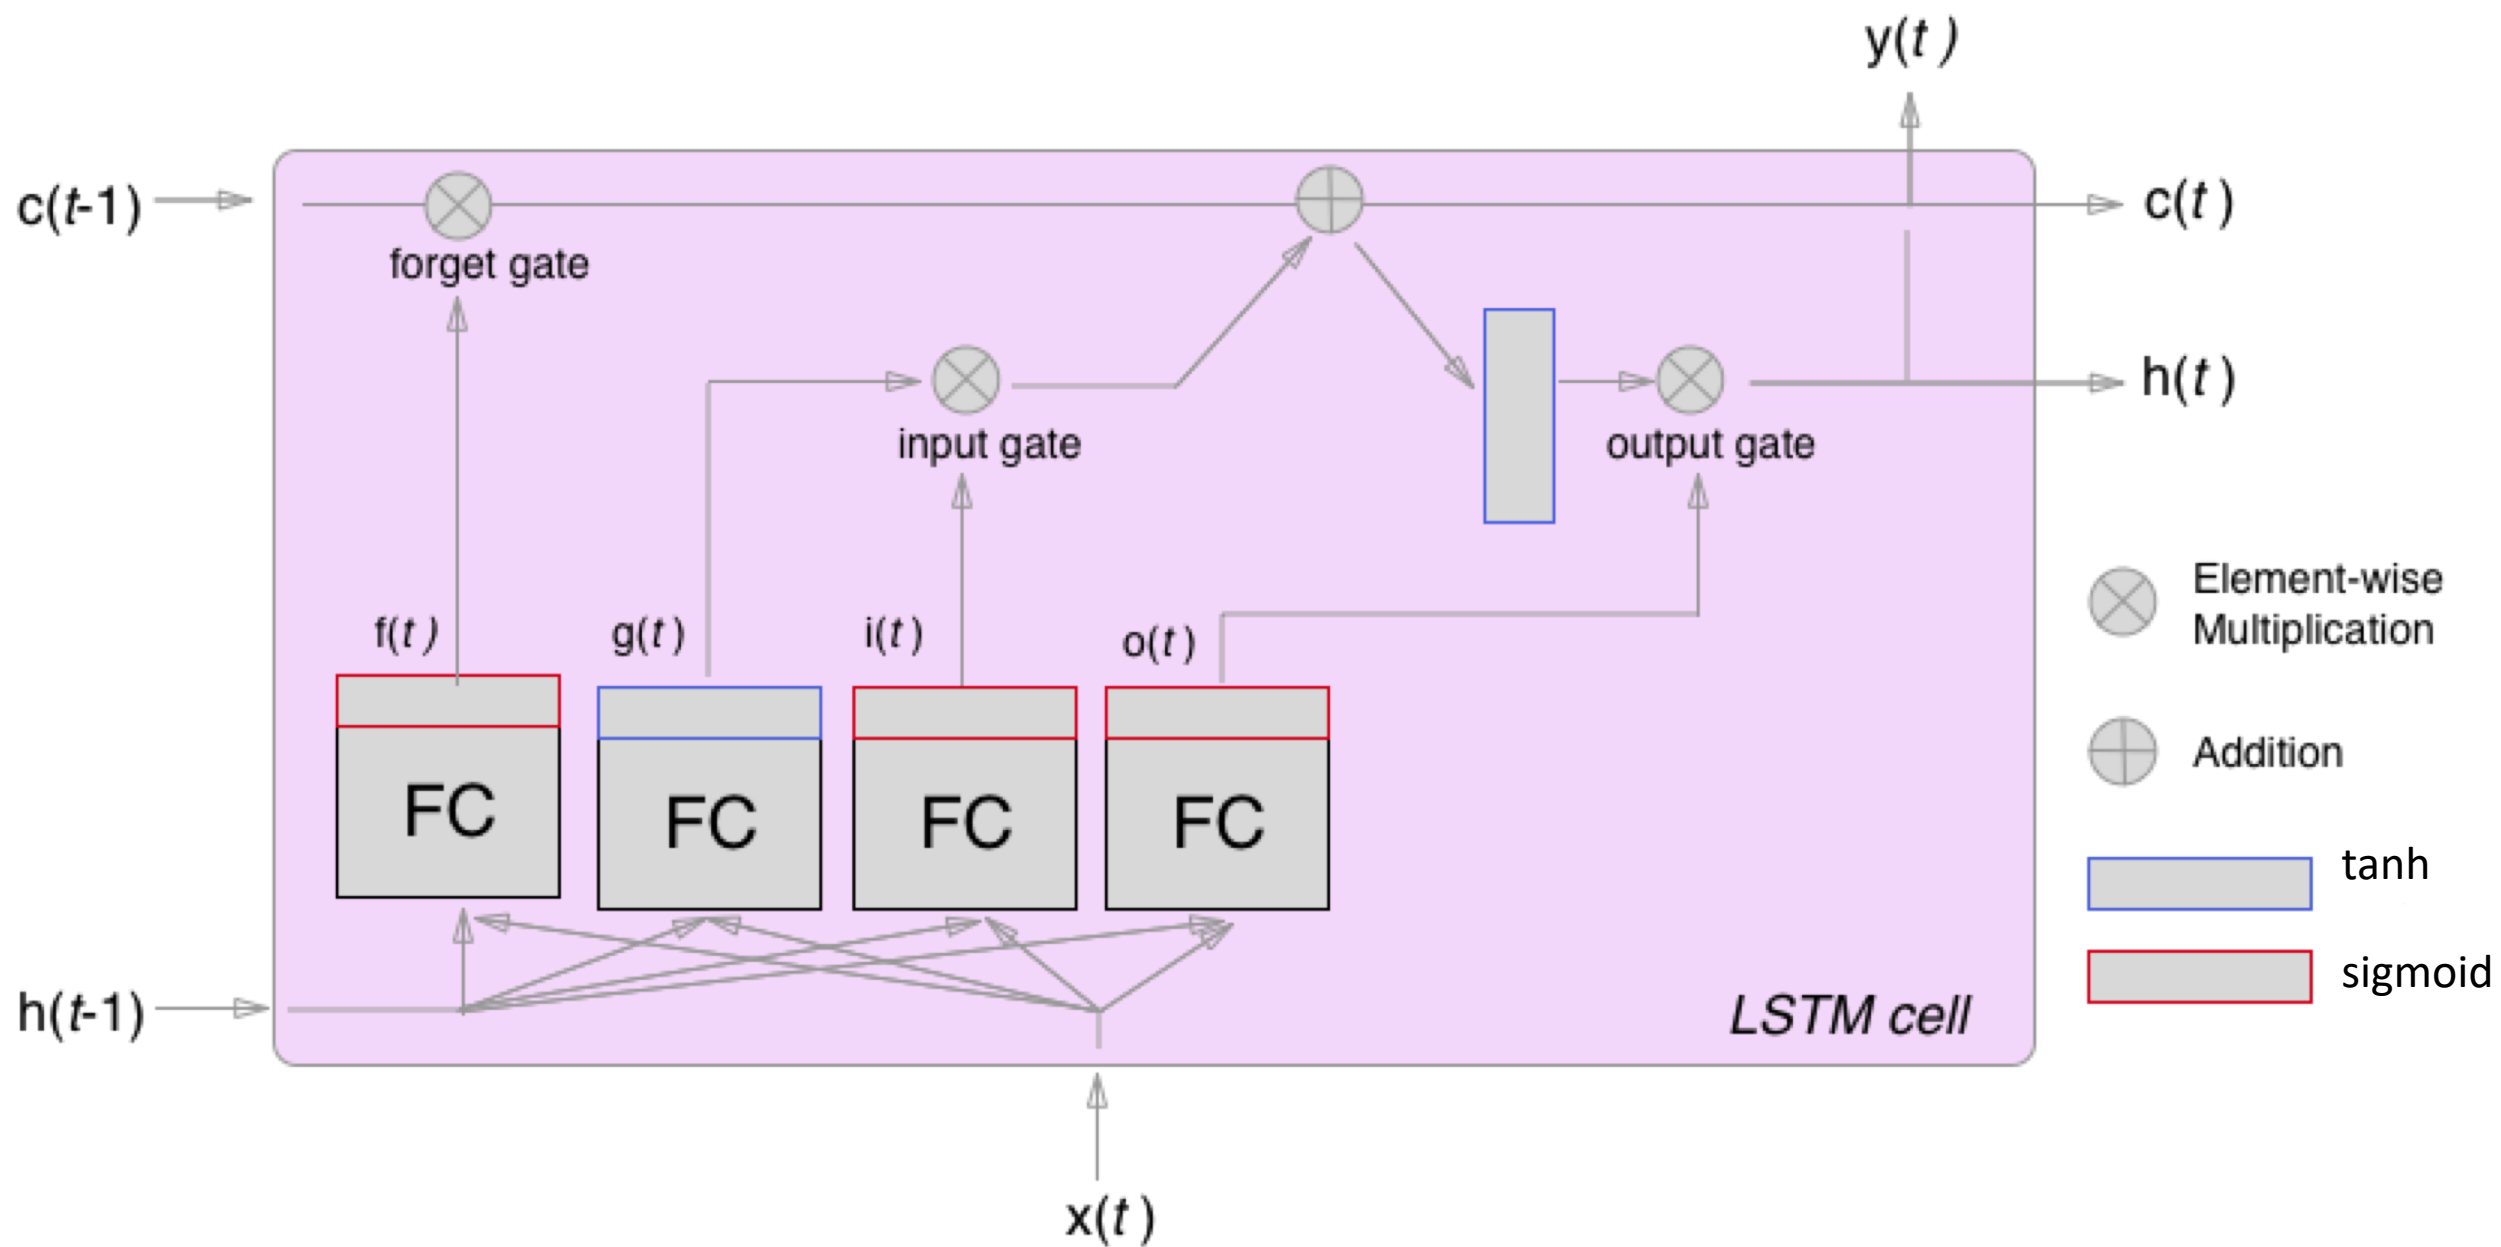 y(t)
c(t-1)
c(t)
forget gate
h(t)
input gate
output gate
Element-wise
Multiplication
f(t)
g(t)
i(t)
o(t)
Addition
FC
FC
FC
FC
tanh
sigmoid
h(t-1)
LSTM cell
x(t)